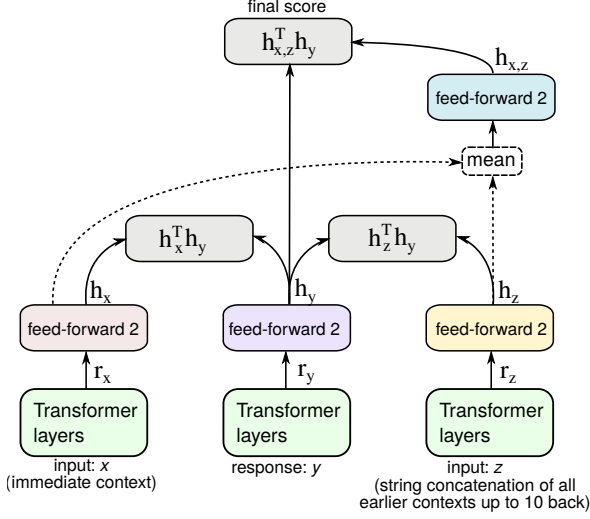 final score
h^T_{x,z} h_y
h_{x,z}
feed-forward 2
mean
h^T_x h_y
h^T_z h_y
h_x
h_y
h_z
feed-forward 2
feed-forward 2
feed-forward 2
r_x
r_y
r_z
Transformer
layers
Transformer
layers
Transformer
layers
input: x
(immediate context)
response: y
input: z
(string concatenation of all
earlier contexts up to 10 back)